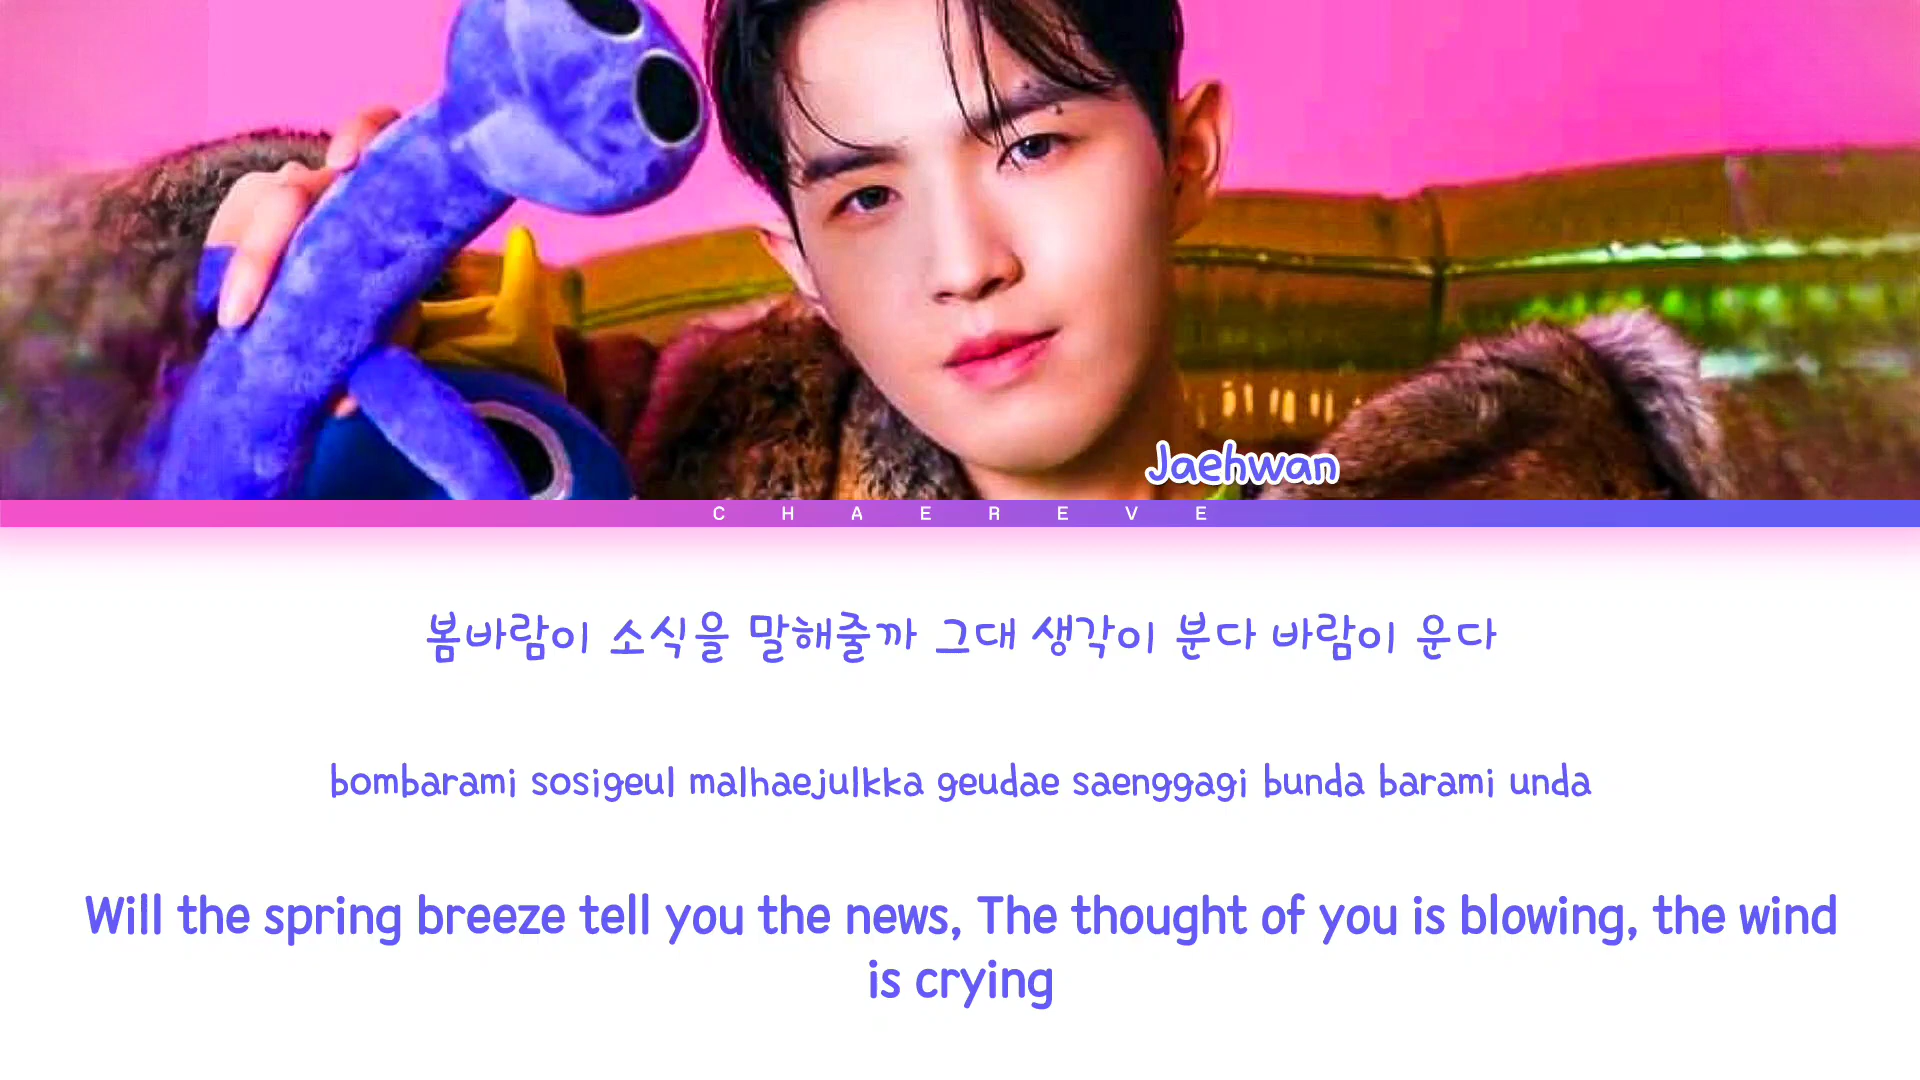 Jaehwan
CHAEREVE
봄바람이 소식을 말해줄까 그대 생각이 분다 바람이 운다
bombarami sosigeul malhaejulkka geudae saenggagi bunda barami unda
Will the spring breeze tell you the news, The thought of you is blowing, the wind
is crying